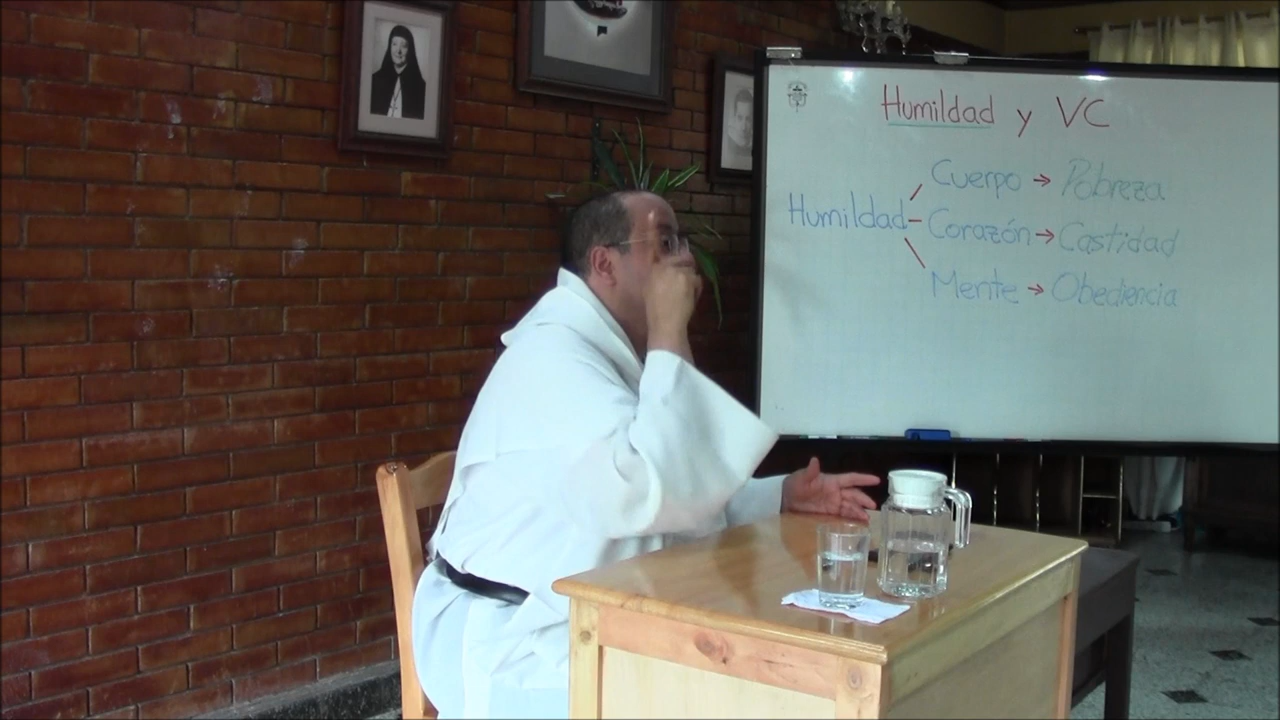 Humildad y VC
Cuerpo → Pobreza
Humildad – Corazón → Castidad
Mente → Obediencia